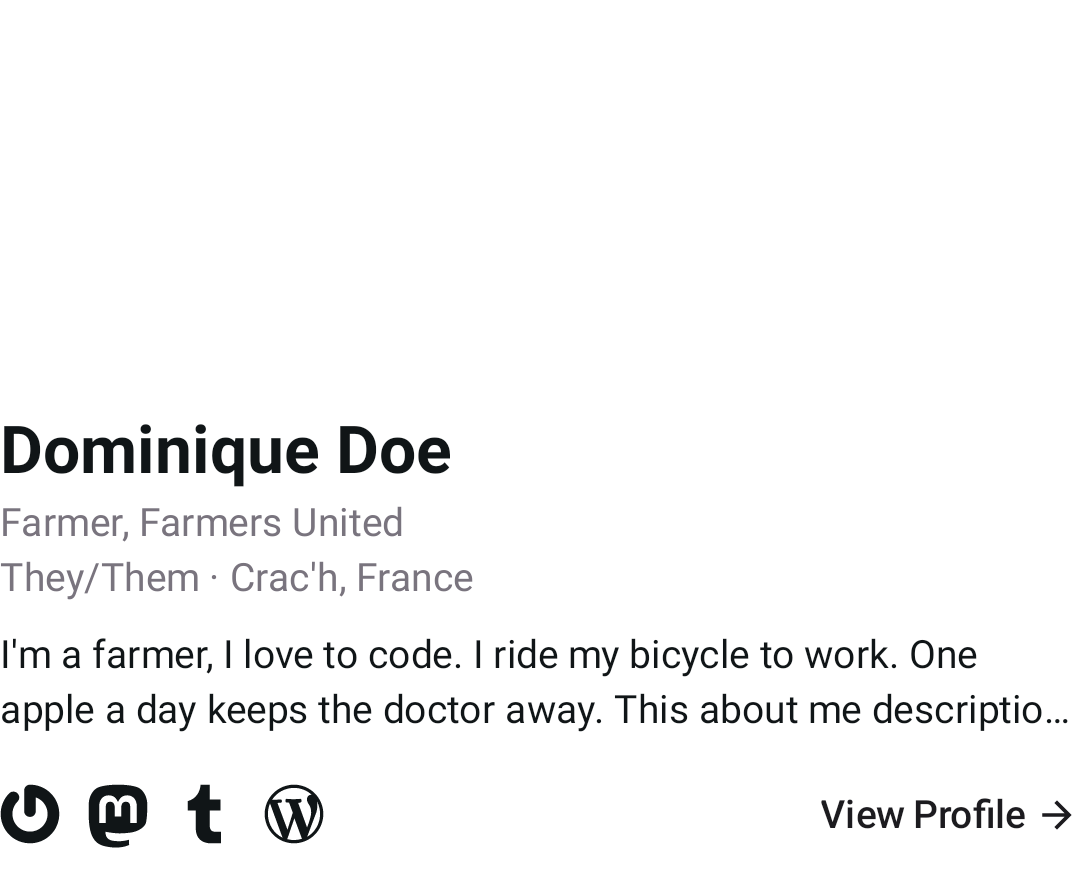 Dominique Doe
Farmer, Farmers United
They/Them · Crac'h, France
I'm a farmer, I love to code. I ride my bicycle to work. One
apple a day keeps the doctor away. This about me descriptio…
View Profile →